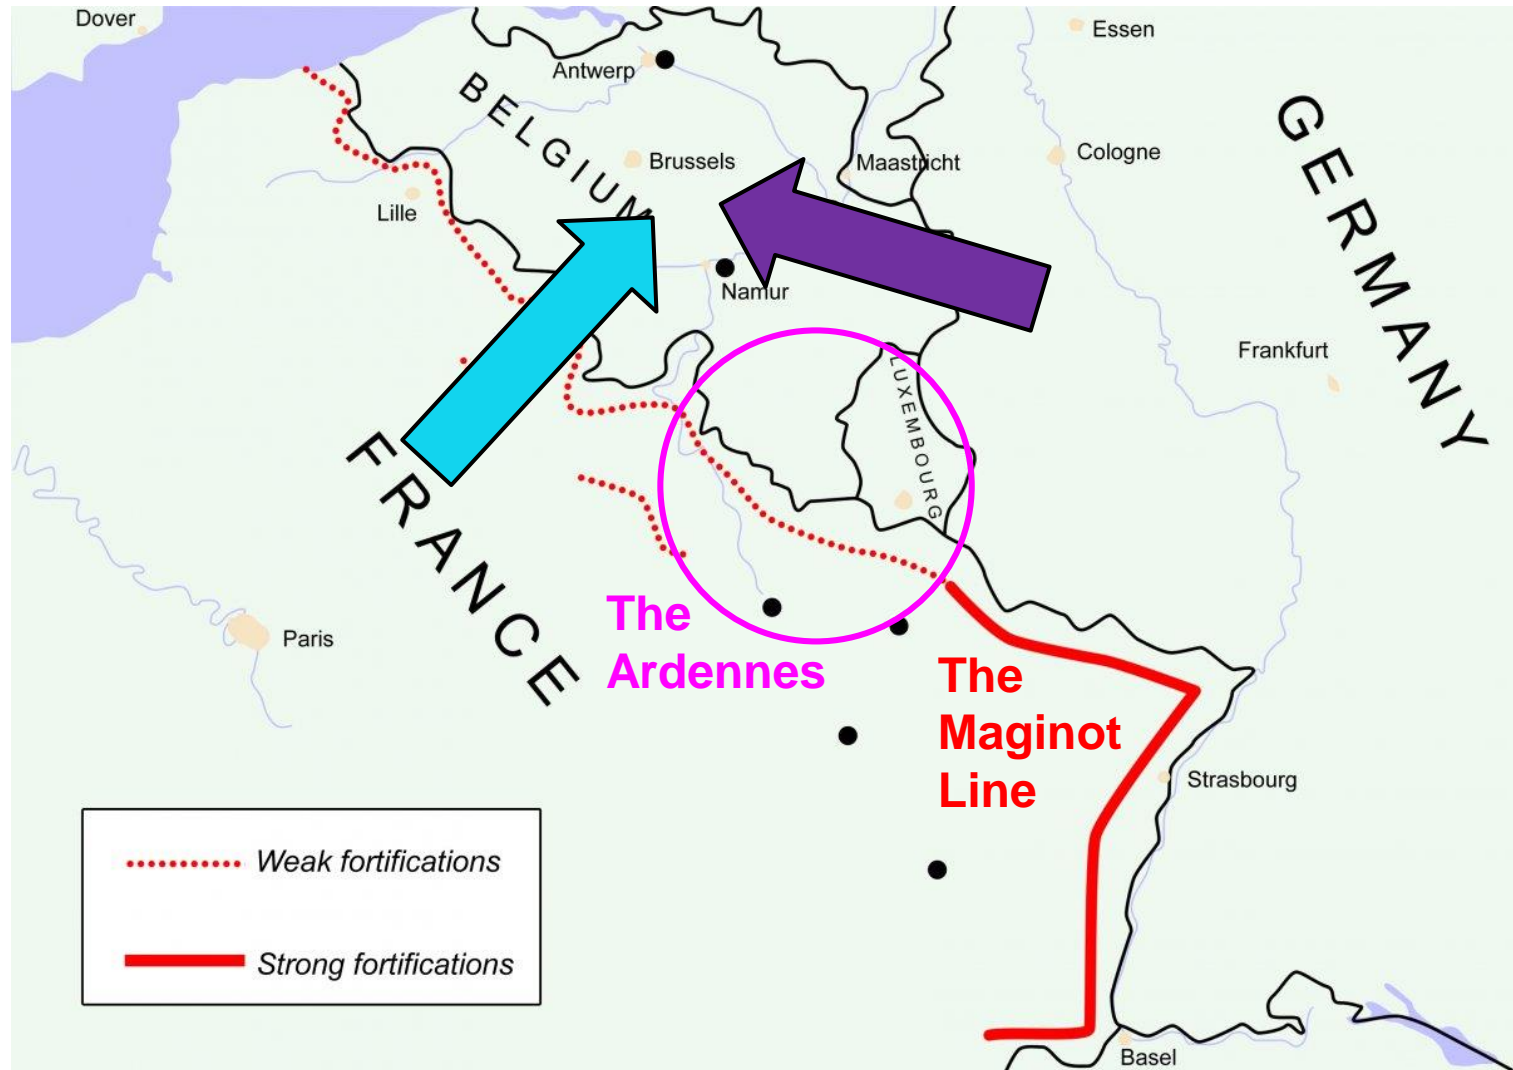 Dover
Essen
Antwerp
BELGIUM
GERMANY
Brussels
Maastricht
Cologne
Lille
Namur
Frankfurt
LUXEMBOURG
FRANCE
The
Ardennes
Paris
The
Maginot
Line
Strasbourg
Weak fortifications
Strong fortifications
Basel